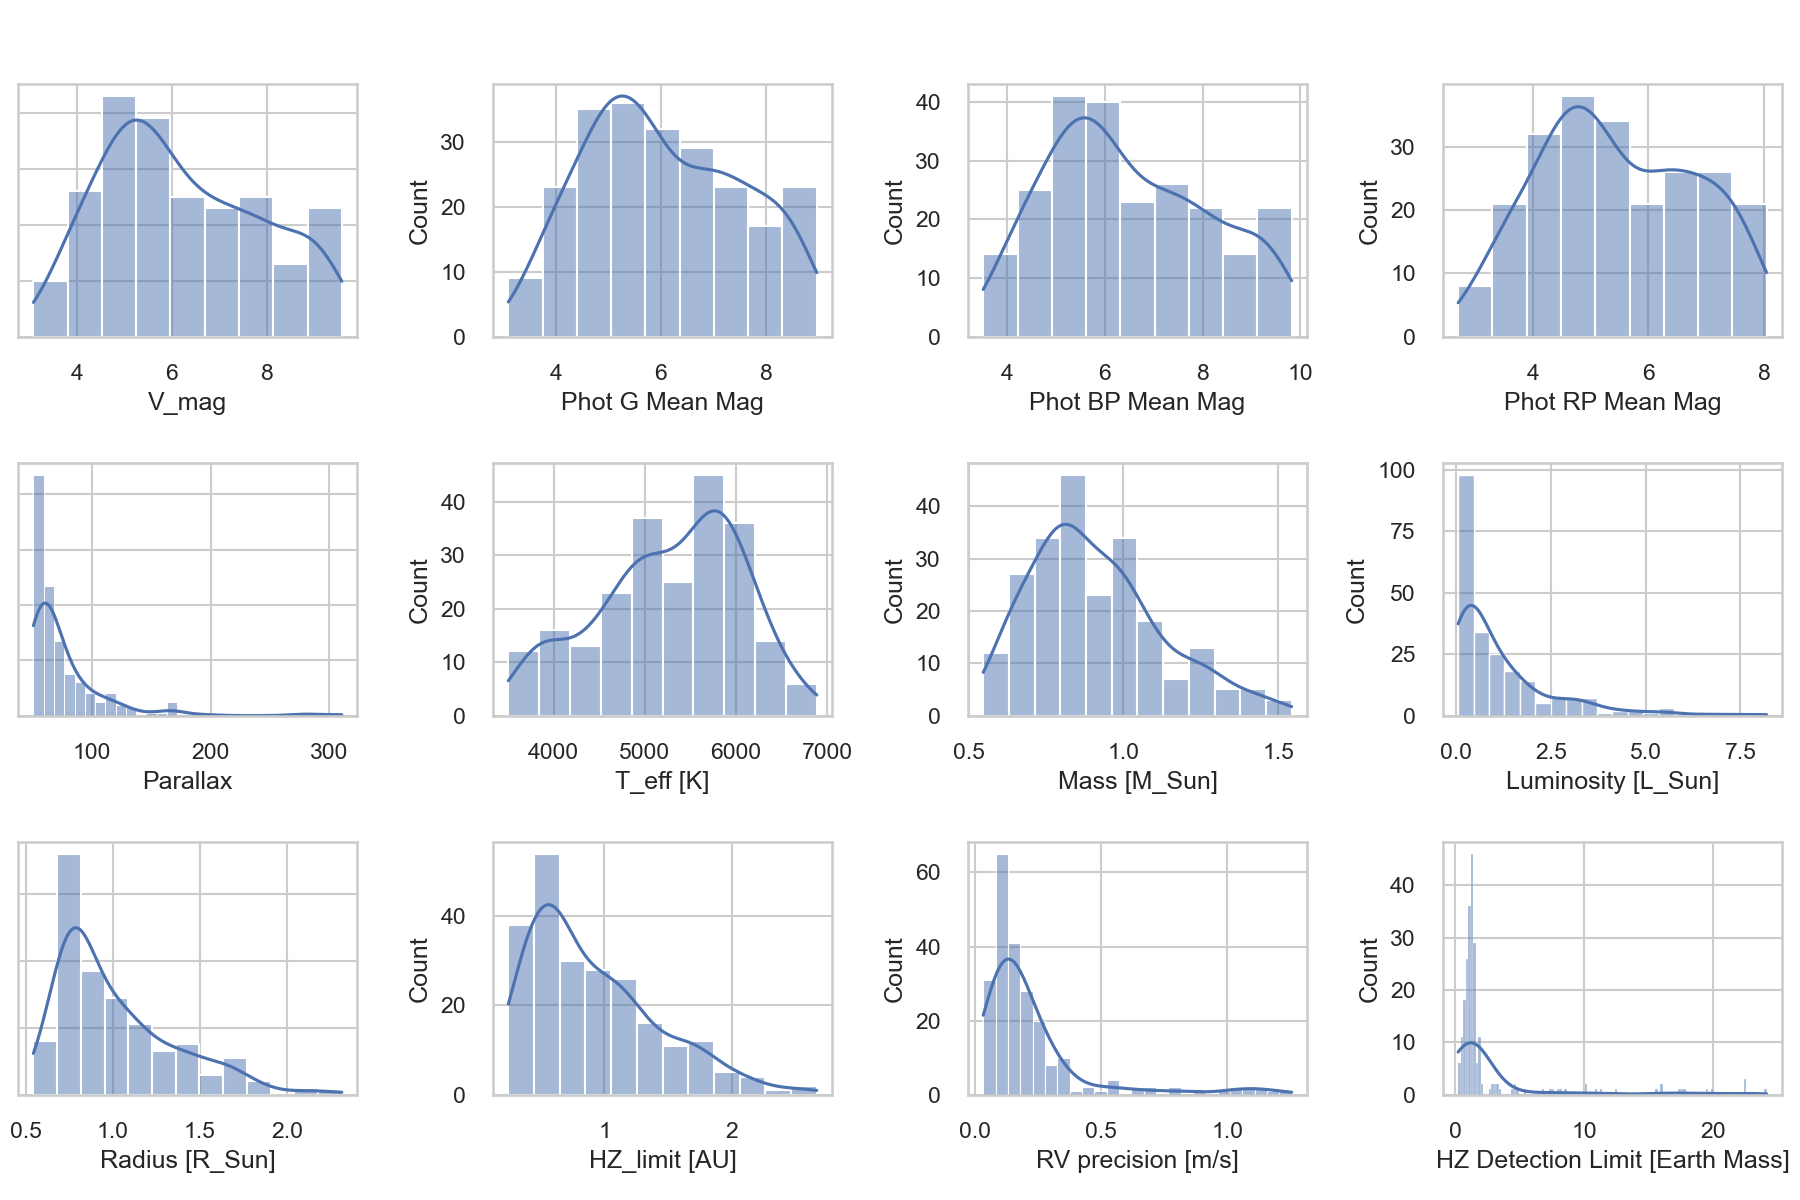 4 6 8
V_mag
Count
30
20
10
0
4 6 8
Phot G Mean Mag
Count
40
30
20
10
0
4 6 8 10
Phot BP Mean Mag
Count
30
20
10
0
4 6 8
Phot RP Mean Mag
100 200 300
Parallax
Count
40
30
20
10
0
4000 5000 6000 7000
T_eff [K]
Count
40
30
20
10
0
0.5 1.0 1.5
Mass [M_Sun]
Count
100
75
50
25
0
0.0 2.5 5.0 7.5
Luminosity [L_Sun]
0.5 1.0 1.5 2.0
Radius [R_Sun]
Count
40
20
0
1 2
HZ_limit [AU]
Count
60
40
20
0
0.0 0.5 1.0
RV precision [m/s]
Count
40
30
20
10
0
0 10 20
HZ Detection Limit [Earth Mass]